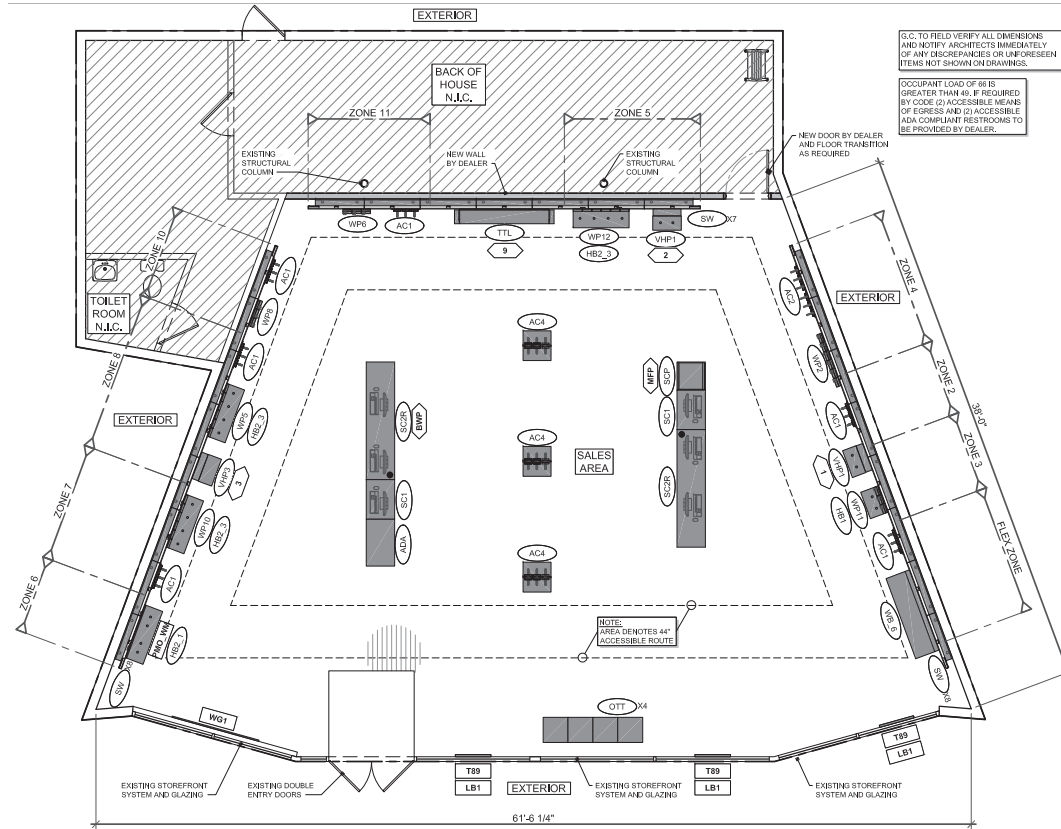 EXTERIOR
G.C. TO FIELD VERIFY ALL DIMENSIONS
AND NOTIFY ARCHITECTS IMMEDIATELY
OF ANY DISCREPANCIES OR UNFORESEEN
ITEMS NOT SHOWN ON DRAWINGS.
OCCUPANT LOAD OF 66 IS
GREATER THAN 49. IF REQUIRED
BY CODE (2) ACCESSIBLE MEANS
OF EGRESS AND (2) ACCESSIBLE
ADA COMPLIANT RESTROOMS TO
BE PROVIDED BY DEALER.
BACK OF
HOUSE
N.I.C.
ZONE 11
ZONE 5
EXISTING
STRUCTURAL
COLUMN
NEW WALL
BY DEALER
EXISTING
STRUCTURAL
COLUMN
NEW DOOR BY DEALER
AND FLOOR TRANSITION
AS REQUIRED
WP6
AC1
TTL
9
WP12
HB2_3
VHP1
2
SW X7
ZONE 10
AC1
WP8
AC1
TOILET
ROOM
N.I.C.
ZONE 8
EXTERIOR
WP5
HB2_3
VHP3
3
ZONE 7
WP10
HB2_3
AC1
ZONE 6
PMO_WM
HB2_1
SW X8
AC4
AC4
AC4
SC2R
BWP
SC1
ADA
SALES
AREA
MFP
SCP
SC1
SC2R
ZONE 4
AC2
EXTERIOR
WP2
ZONE 2
38'-0"
AC1
ZONE 3
VHP1
1
WP11
HB1
AC1
FLEX ZONE
WB_6
SW X8
NOTE:
AREA DENOTES 44"
ACCESSIBLE ROUTE
WG1
OTT X4
T89
LB1
T89
LB1
T89
LB1
EXISTING STOREFRONT
SYSTEM AND GLAZING
EXISTING DOUBLE
ENTRY DOORS
EXTERIOR
EXISTING STOREFRONT
SYSTEM AND GLAZING
EXISTING STOREFRONT
SYSTEM AND GLAZING
61'-6 1/4"